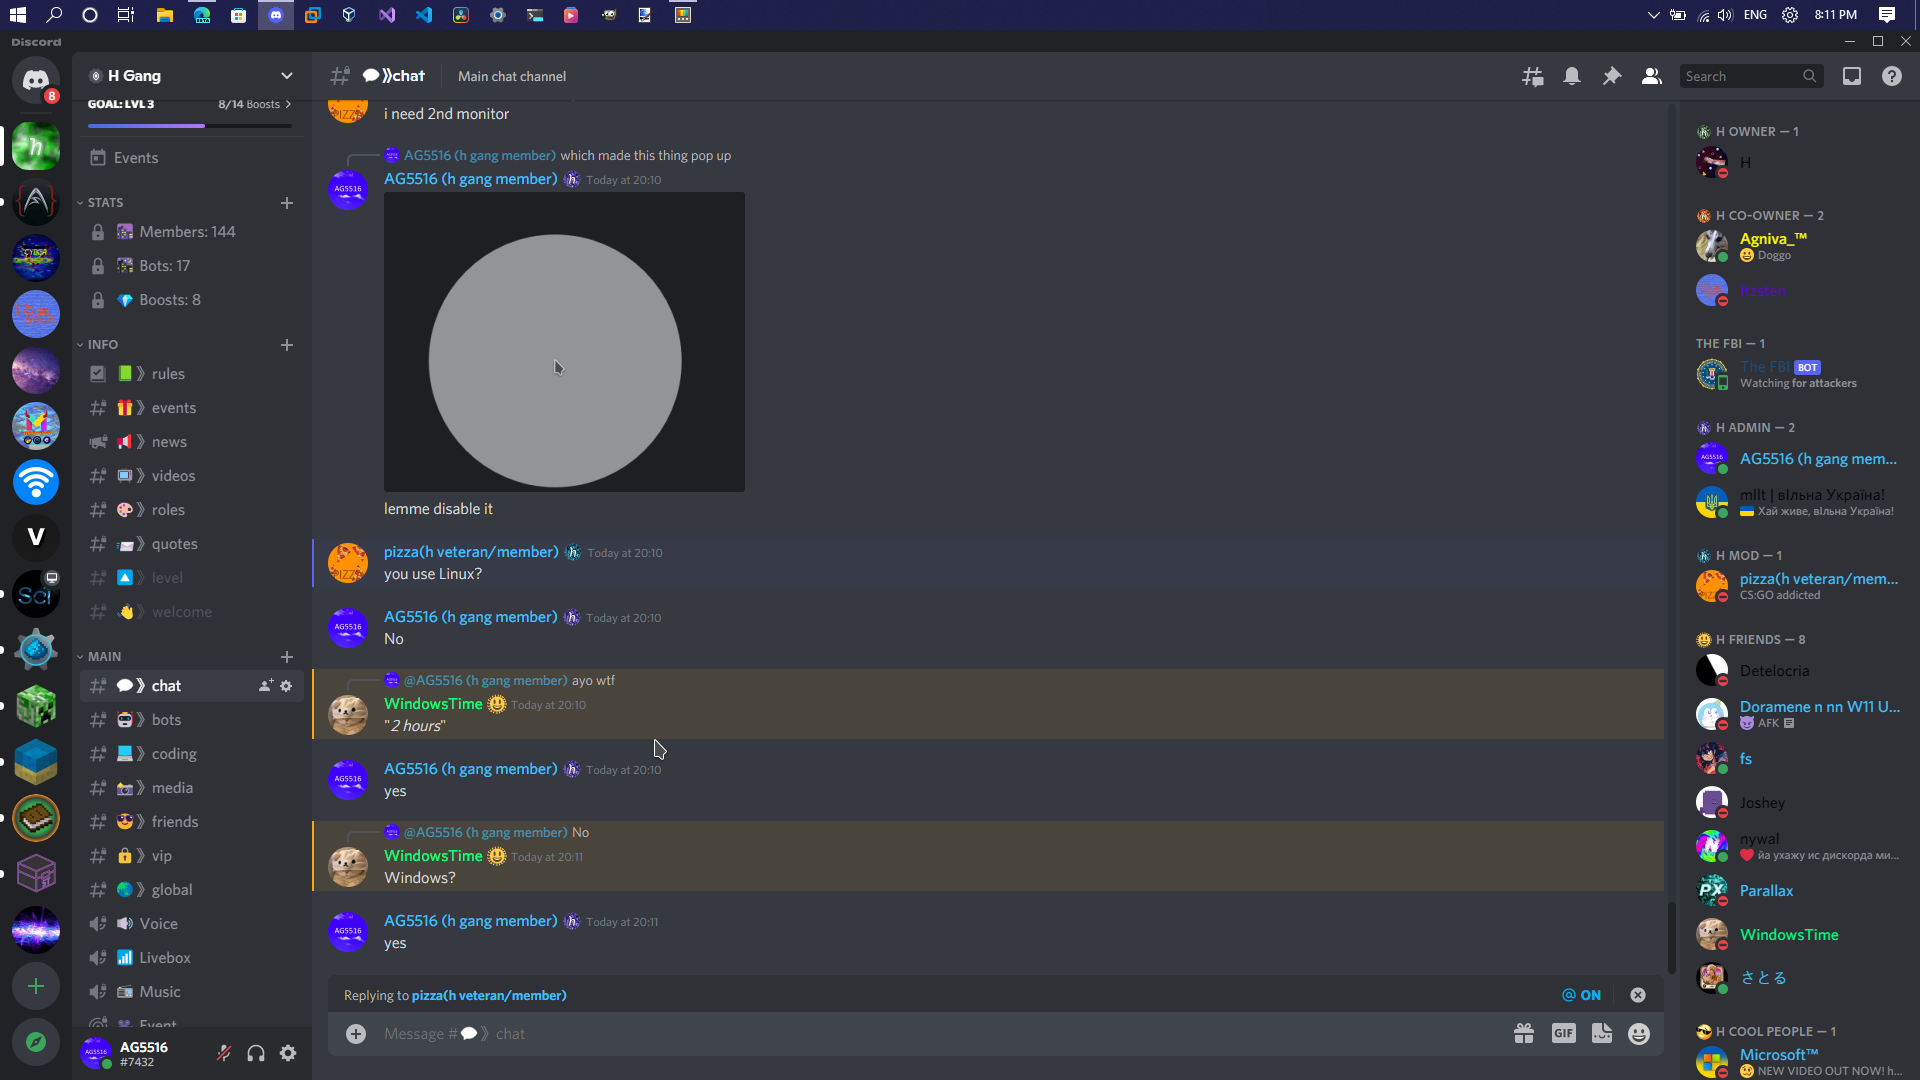 ENG
8:11 PM
Discord
8
H Gang
GOAL: LVL 3
8/14 Boosts
Events
STATS
Members: 144
Bots: 17
Boosts: 8
INFO
rules
events
news
videos
roles
quotes
level
welcome
MAIN
chat
bots
coding
media
friends
vip
global
Voice
Livebox
Music
Event
AG5516
#7432
chat
Main chat channel
Search
i need 2nd monitor
AG5516 (h gang member) which made this thing pop up
AG5516 (h gang member) Today at 20:10
lemme disable it
pizza(h veteran/member) Today at 20:10
you use Linux?
AG5516 (h gang member) Today at 20:10
No
@AG5516 (h gang member) ayo wtf
WindowsTime Today at 20:10
"2 hours"
AG5516 (h gang member) Today at 20:10
yes
@AG5516 (h gang member) No
WindowsTime Today at 20:11
Windows?
AG5516 (h gang member) Today at 20:11
yes
Replying to pizza(h veteran/member)
@ ON
Message # 💬 》 chat
GIF
H OWNER — 1
H
H CO-OWNER — 2
Agniva_™
Doggo
Itzsten
THE FBI — 1
The FBI BOT
Watching for attackers
H ADMIN — 2
AG5516 (h gang mem...
mllt | вільна Україна!
Хай живе, вільна Україна!
H MOD — 1
pizza(h veteran/mem...
CS:GO addicted
H FRIENDS — 8
Detelocria
Doramene n nn W11 U...
AFK
fs
Joshey
nywal
йа ухажу ис дискорда ми...
Parallax
WindowsTime
さとる
H COOL PEOPLE — 1
Microsoft™
NEW VIDEO OUT NOW! h...